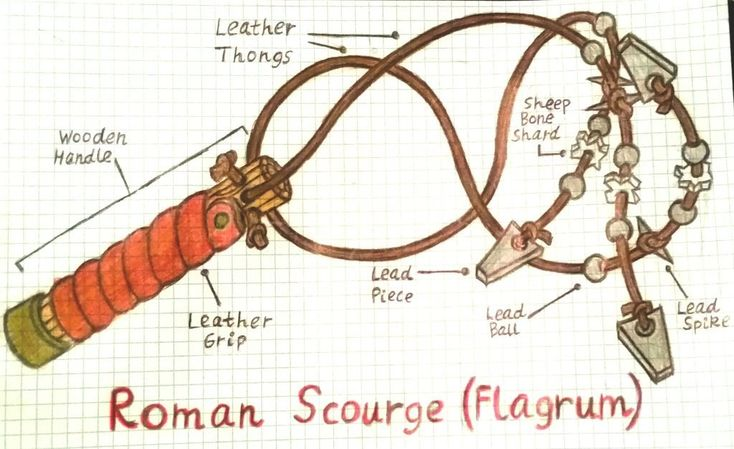 Leather
Thongs
Wooden
Handle
Sheep
Bone
Shard
Lead
Piece
Lead
Ball
Lead
Spike
Leather
Grip
Roman Scourge (Flagrum)